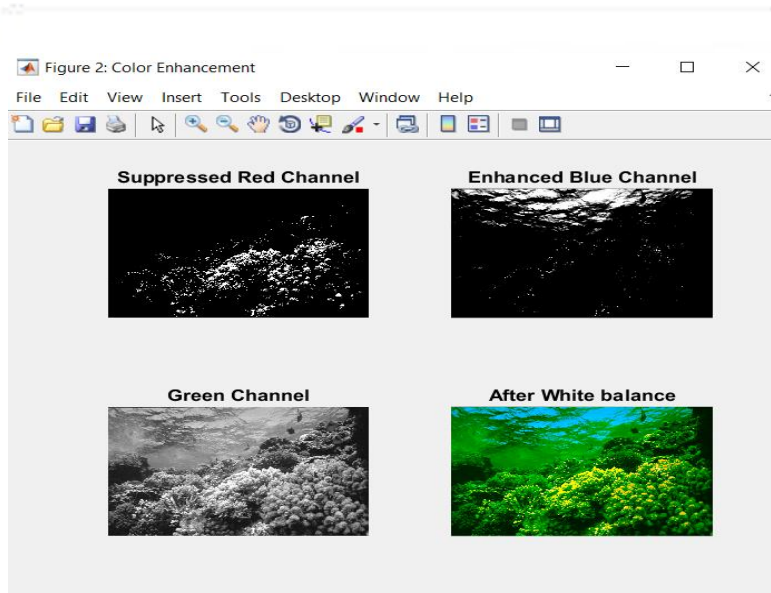 Figure 2: Color Enhancement
File Edit View Insert Tools Desktop Window Help
Suppressed Red Channel
Enhanced Blue Channel
Green Channel
After White balance